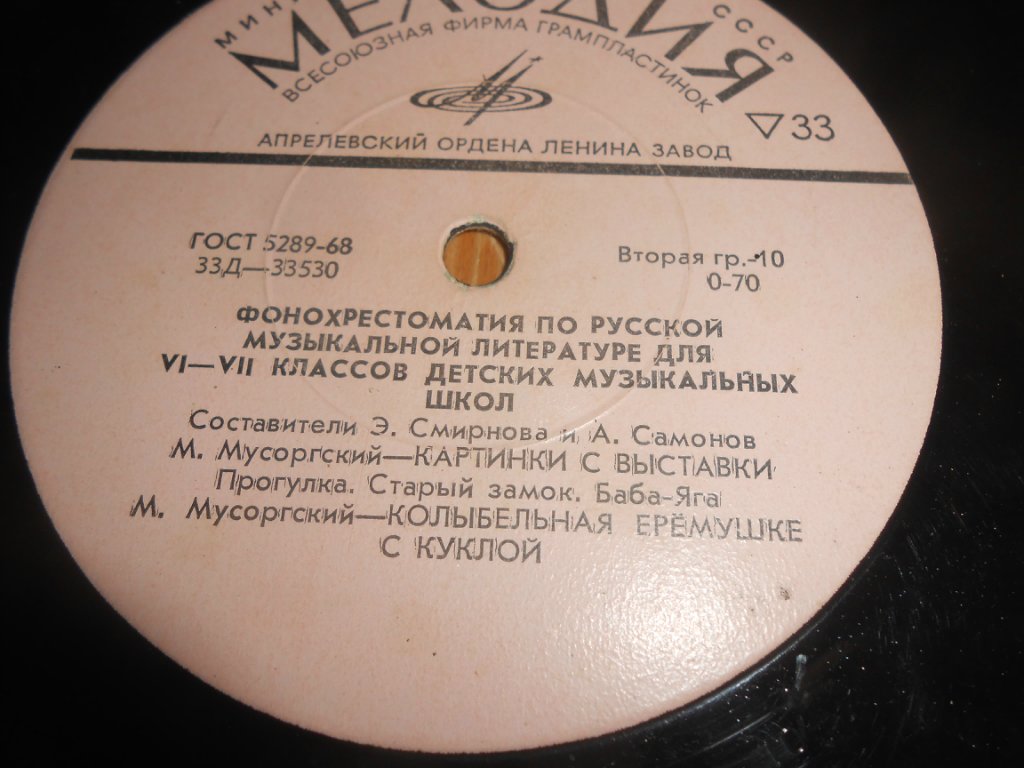 МЕЛОДИЯ
СССР
ВСЕСОЮЗНАЯ ФИРМА ГРАМПЛАСТИНОК
33
АПРЕЛЕВСКИЙ ОРДЕНА ЛЕНИНА ЗАВОД
ГОСТ 5289-68
33Д—33530
Вторая гр.-10
0-70
ФОНОХРЕСТОМАТИЯ ПО РУССКОЙ
МУЗЫКАЛЬНОЙ ЛИТЕРАТУРЕ ДЛЯ
VI—VII КЛАССОВ ДЕТСКИХ МУЗЫКАЛЬНЫХ
ШКОЛ
Составители Э. Смирнова и А. Самонов
М. Мусоргский—КАРТИНКИ С ВЫСТАВКИ
Прогулка. Старый замок. Баба-Яга
М. Мусоргский—КОЛЫБЕЛЬНАЯ ЕРЁМУШКЕ
С КУКЛОЙ